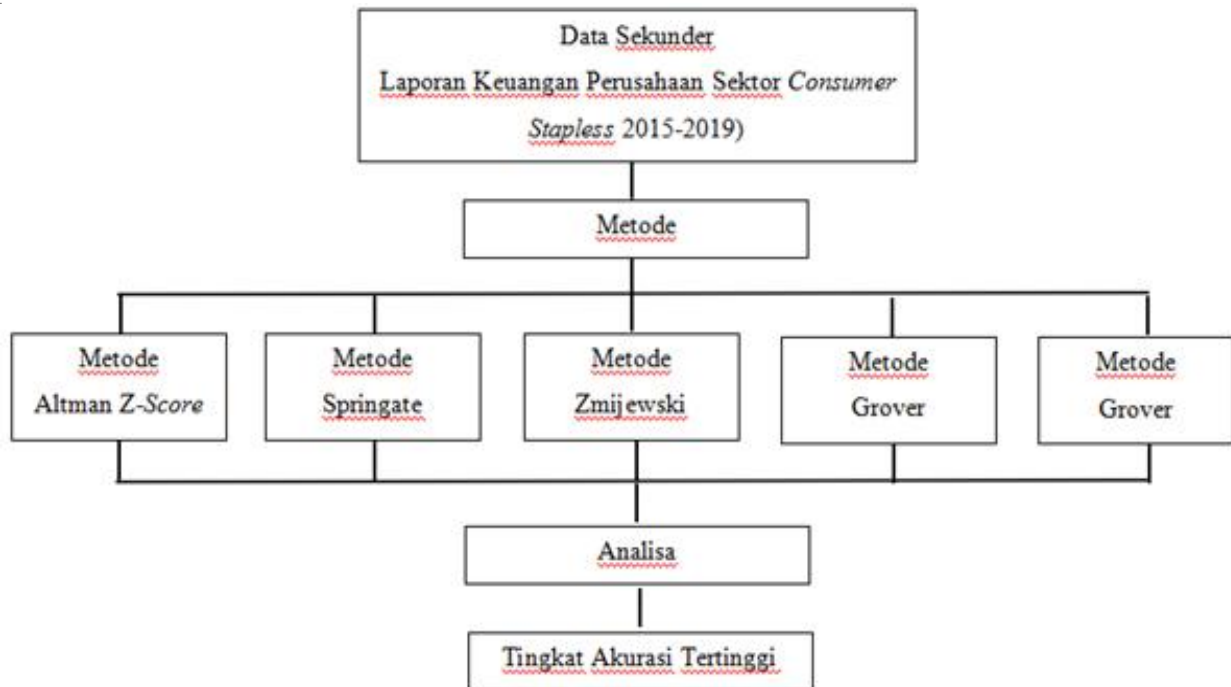 Data Sekunder
Laporan Keuangan Perusahaan Sektor Consumer
Stapless 2015-2019)
Metode
Metode
Altman Z-Score
Metode
Springate
Metode
Zmijewski
Metode
Grover
Metode
Grover
Analisa
Tingkat Akurasi Tertinggi